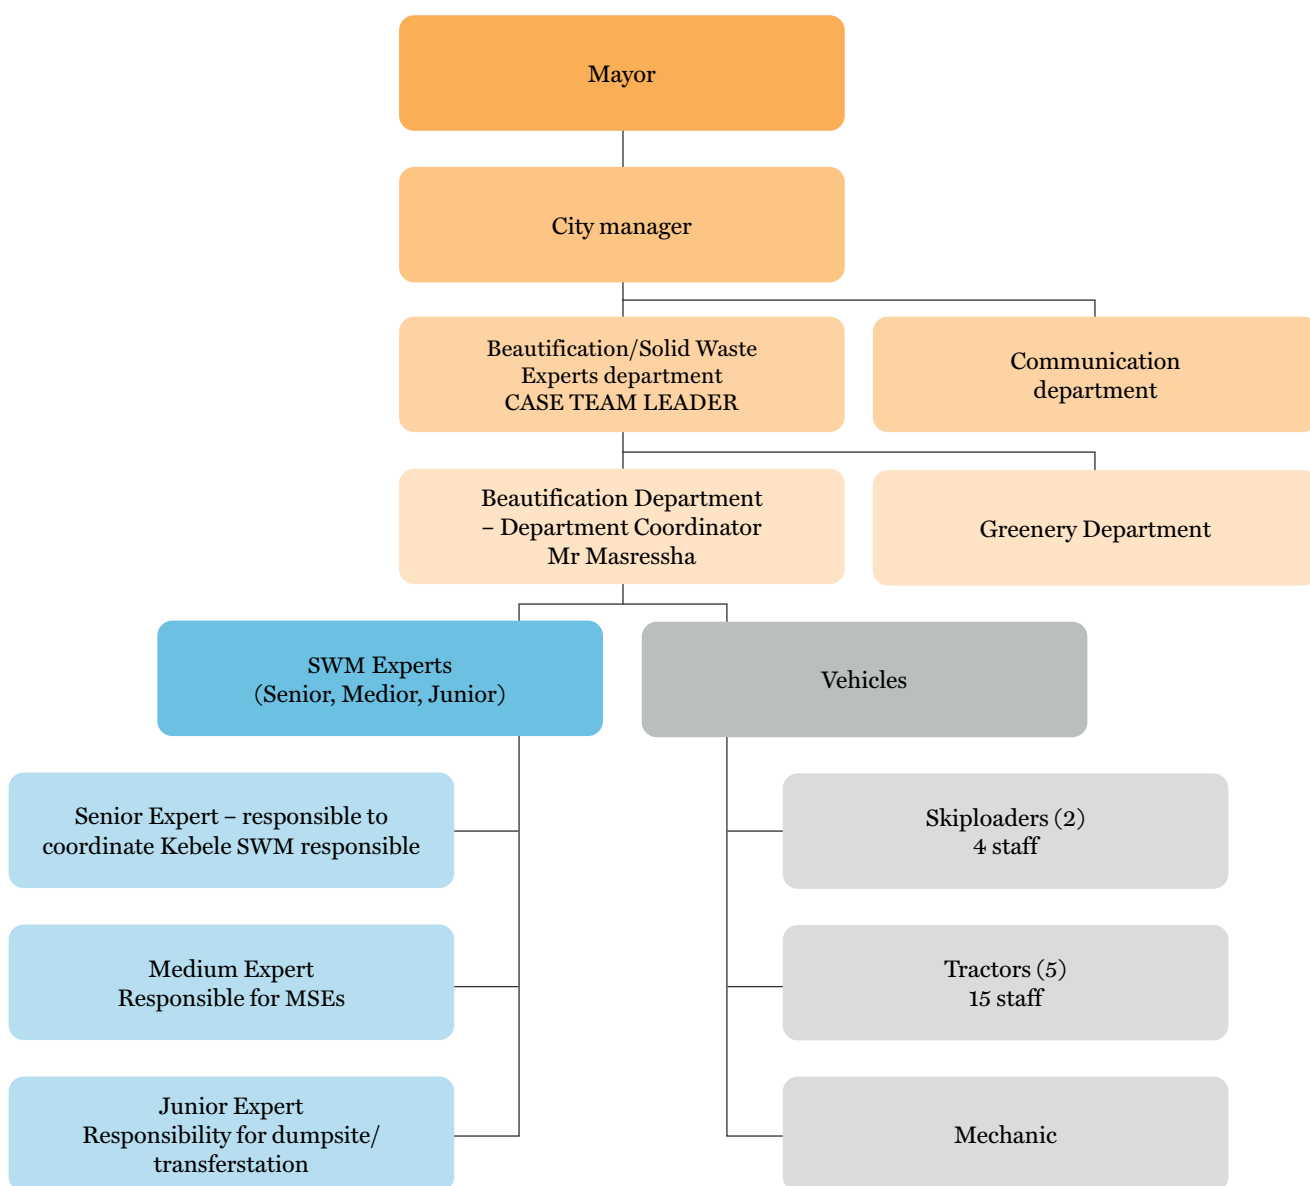 Mayor
City manager
Beautification/Solid Waste
Experts department
CASE TEAM LEADER
Communication
department
Beautification Department
– Department Coordinator
Mr Masressha
Greenery Department
SWM Experts
(Senior, Medior, Junior)
Vehicles
Senior Expert – responsible to
coordinate Kebele SWM responsible
Skiploaders (2)
4 staff
Medium Expert
Responsible for MSEs
Tractors (5)
15 staff
Junior Expert
Responsibility for dumpsite/
transferstation
Mechanic